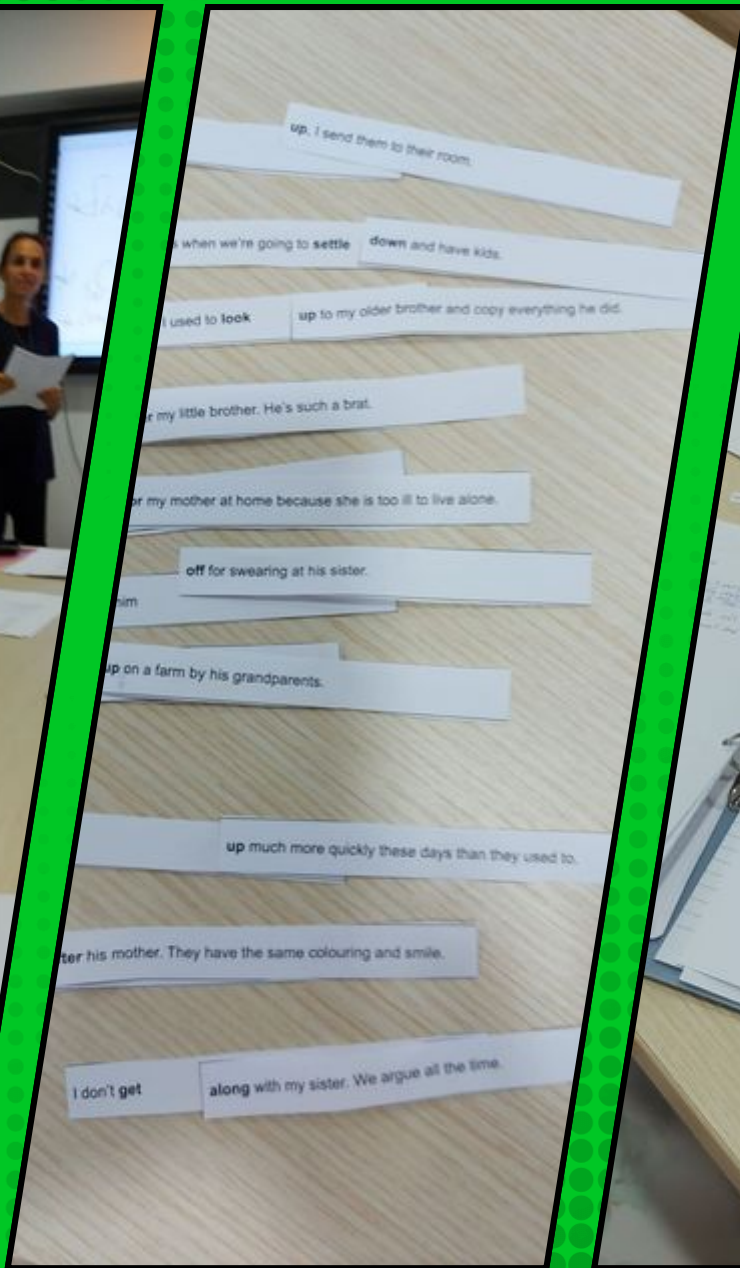 up, I send them to their room.
when we're going to settle down and have kids.
I used to look up to my older brother and copy everything he did.
r my little brother. He's such a brat.
or my mother at home because she is too ill to live alone.
off for swearing at his sister.
him
up on a farm by his grandparents.
up much more quickly these days than they used to.
ter his mother. They have the same colouring and smile.
I don't get along with my sister. We argue all the time.